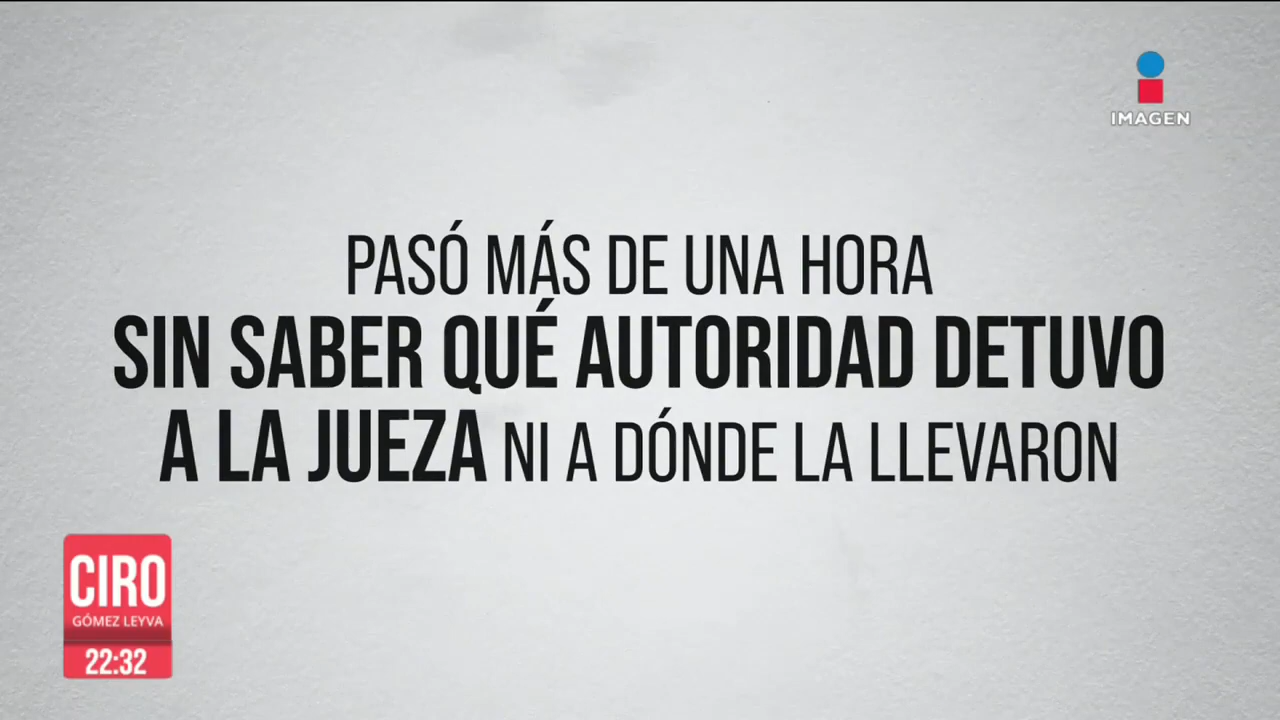 IMAGEN
PASÓ MÁS DE UNA HORA
SIN SABER QUÉ AUTORIDAD DETUVO
A LA JUEZA NI A DÓNDE LA LLEVARON
CIRO
GÓMEZ LEYVA
22:32